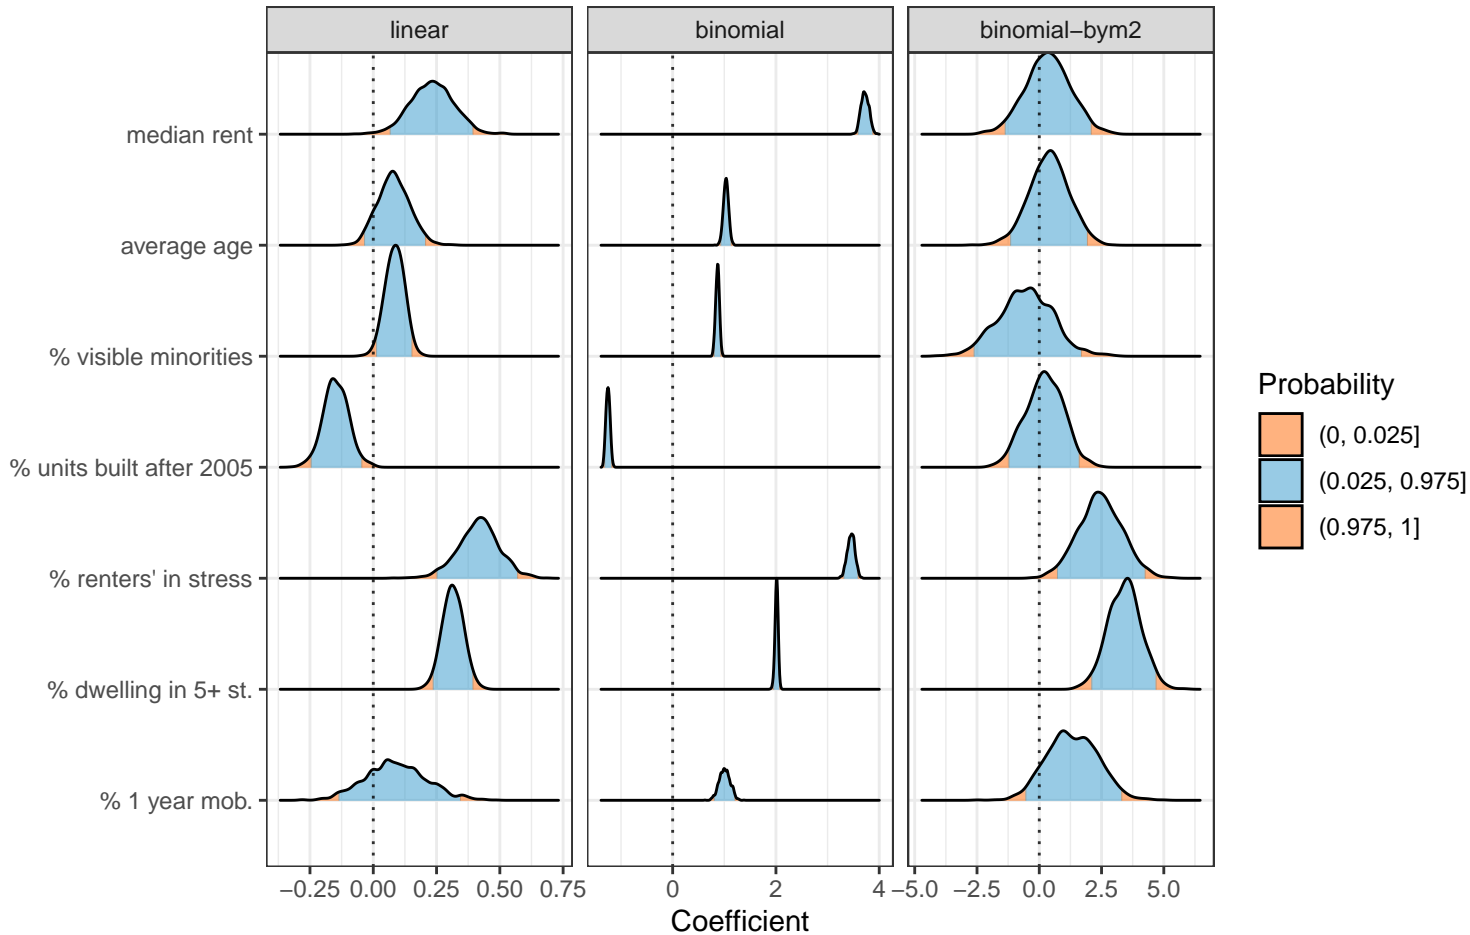 linear
binomial
binomial−bym2
median rent
average age
% visible minorities
% units built after 2005
% renters' in stress
% dwelling in 5+ st.
% 1 year mob.
−0.25 0.00 0.25 0.50 0.75
0 2 4
−5.0 −2.5 0.0 2.5 5.0
Coefficient
Probability
(0, 0.025]
(0.025, 0.975]
(0.975, 1]